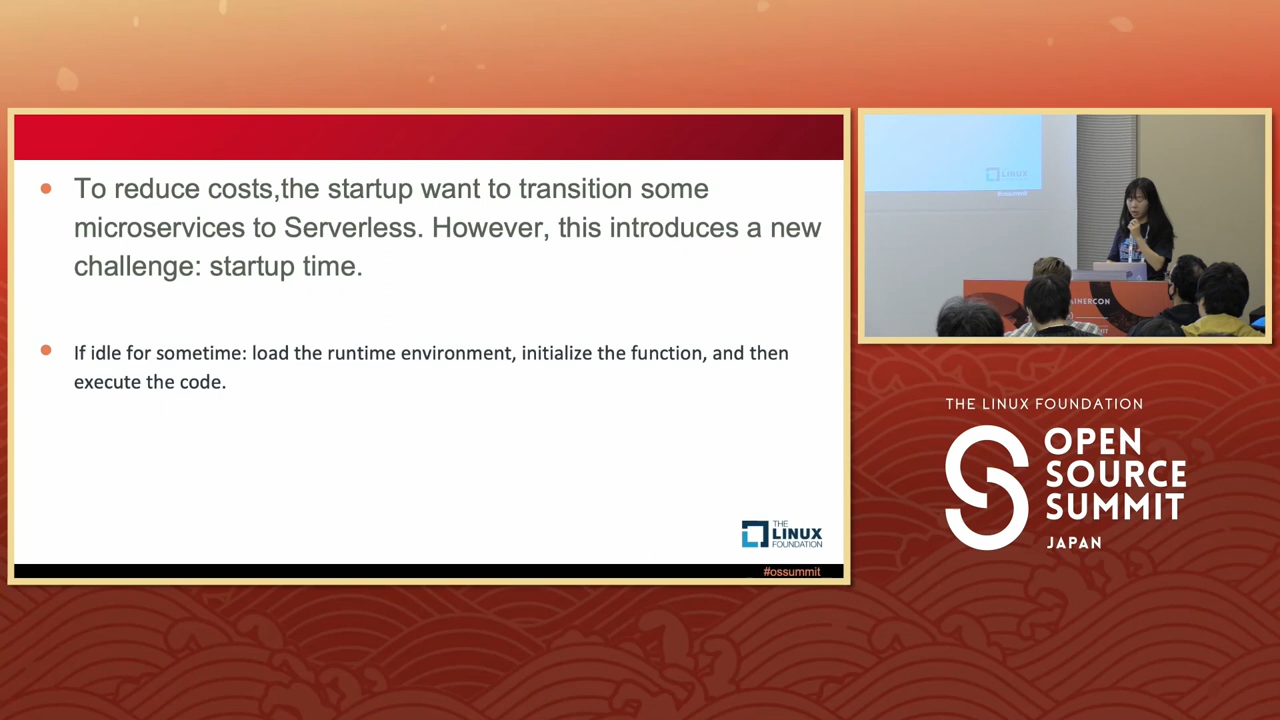 To reduce costs,the startup want to transition some
microservices to Serverless. However, this introduces a new
challenge: startup time.
If idle for sometime: load the runtime environment, initialize the function, and then
execute the code.
THE
LINUX
FOUNDATION
#ossummit
LINUX
#ossummit
THE LINUX FOUNDATION
OPEN
SOURCE
SUMMIT
JAPAN